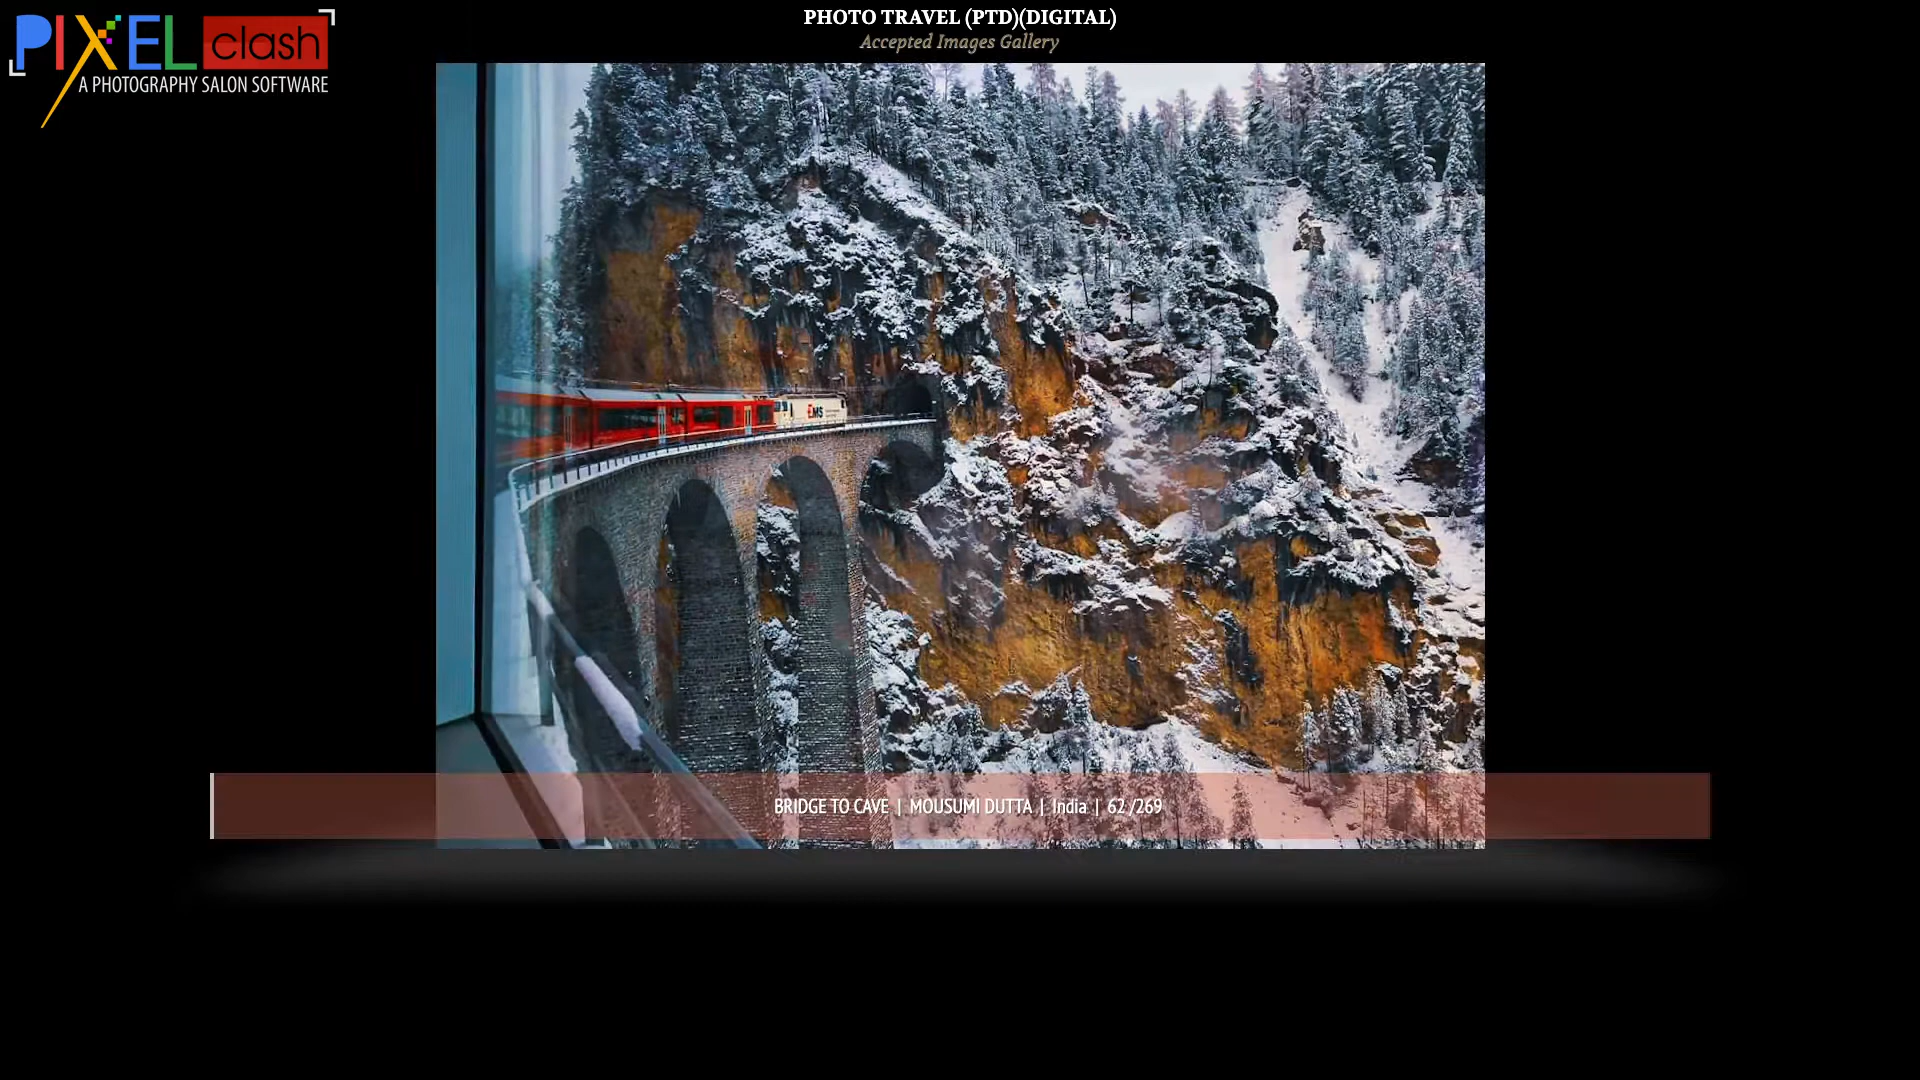 PIXEL clash
A PHOTOGRAPHY SALON SOFTWARE
PHOTO TRAVEL (PTD)(DIGITAL)
Accepted Images Gallery
EMS
BRIDGE TO CAVE | MOUSUMI DUTTA | India | 62 /269